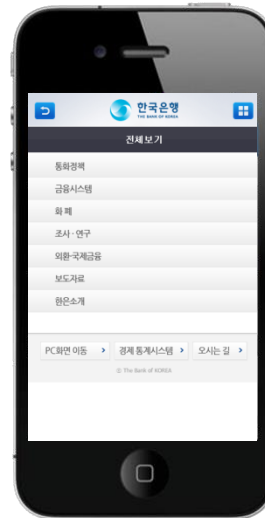 한국은행
THE BANK OF KOREA
전체보기
통화정책
금융시스템
화 폐
조사 · 연구
외환·국제금융
보도자료
한은소개
PC화면 이동
경제 통계시스템
오시는 길
ⓒ The Bank of KOREA